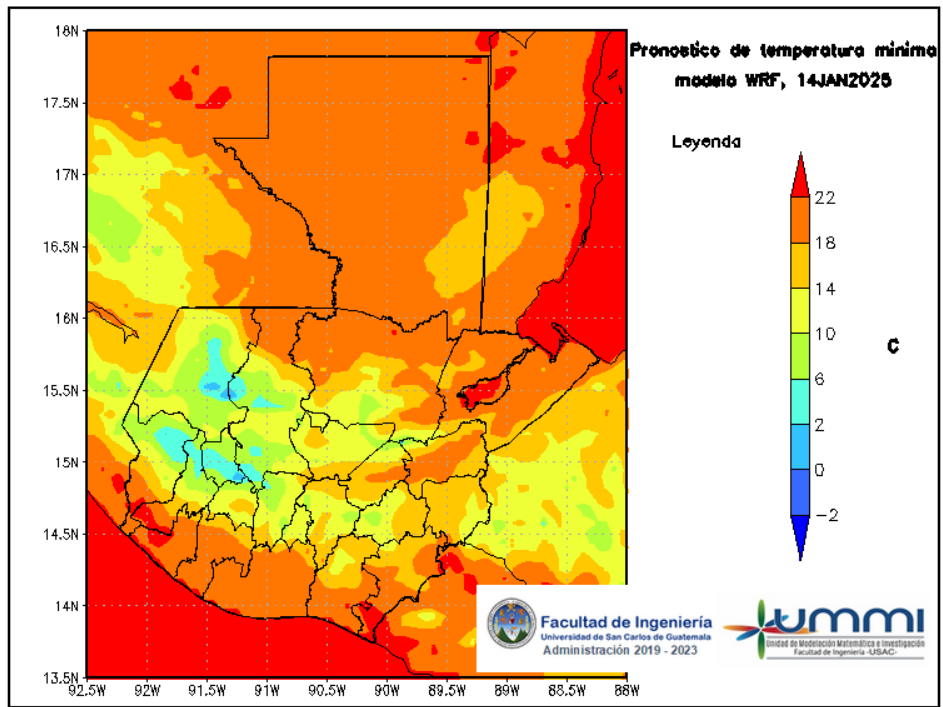 Pronostico de temperatura minima
modelo WRF, 14JAN2025
Leyenda
22
18
14
10
6
2
0
-2
C
18N
17.5N
17N
16.5N
16N
15.5N
15N
14.5N
14N
13.5N
92.5W
92W
91.5W
91W
90.5W
90W
89.5W
89W
88.5W
88W
Facultad de Ingeniería
Universidad de San Carlos de Guatemala
Administración 2019 - 2023
UMMI
Unidad de Modelación Matemática e Investigación
Facultad de Ingeniería -USAC-